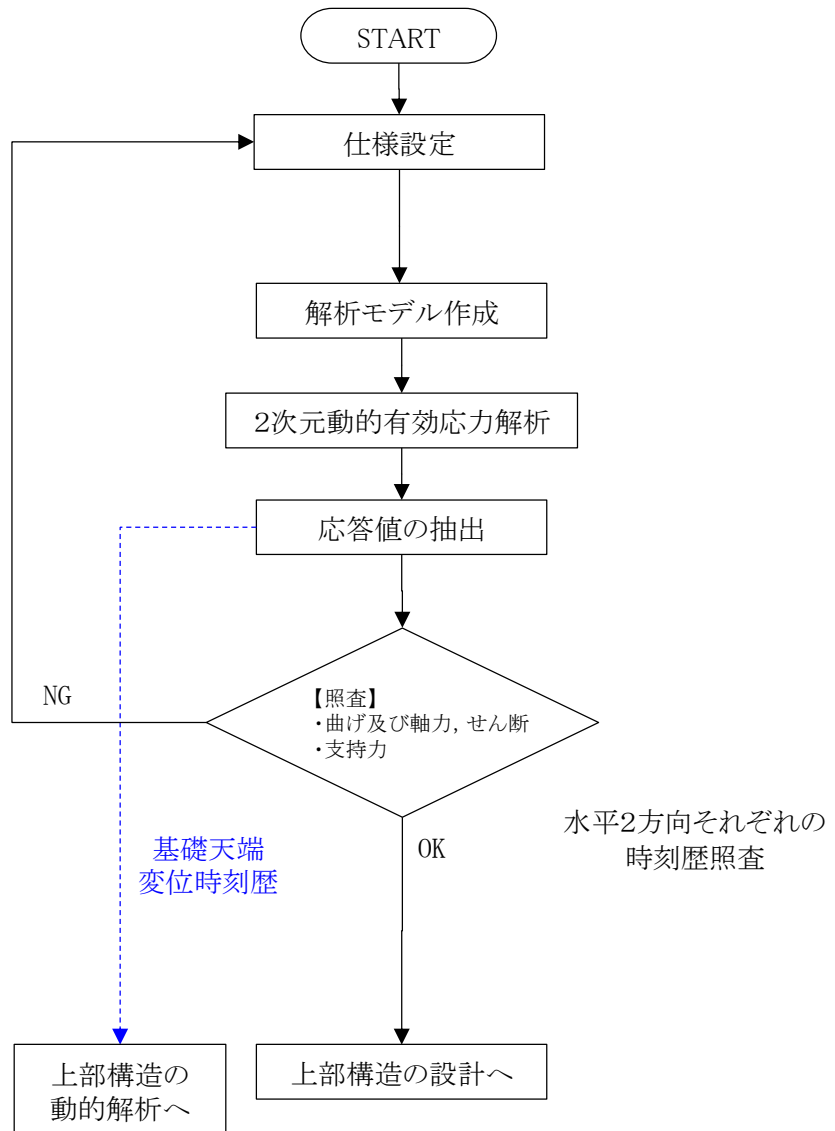 START
仕様設定
解析モデル作成
2次元動的有効応力解析
応答値の抽出
NG
【照査】
・曲げ及び軸力，せん断
・支持力
水平2方向それぞれの
時刻歴照査
OK
基礎天端
変位時刻歴
上部構造の
動的解析へ
上部構造の設計へ